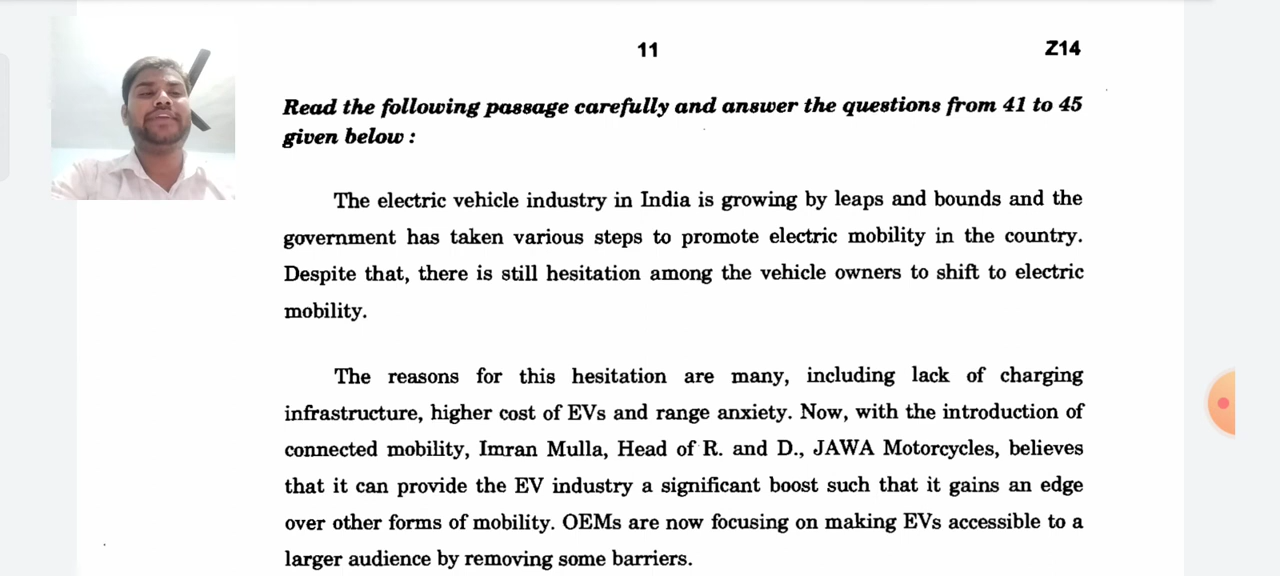 11
Z14
Read the following passage carefully and answer the questions from 41 to 45
given below :
The electric vehicle industry in India is growing by leaps and bounds and the
government has taken various steps to promote electric mobility in the country.
Despite that, there is still hesitation among the vehicle owners to shift to electric
mobility.
The reasons for this hesitation are many, including lack of charging
infrastructure, higher cost of EVs and range anxiety. Now, with the introduction of
connected mobility, Imran Mulla, Head of R. and D., JAWA Motorcycles, believes
that it can provide the EV industry a significant boost such that it gains an edge
over other forms of mobility. OEMs are now focusing on making EVs accessible to a
larger audience by removing some barriers.